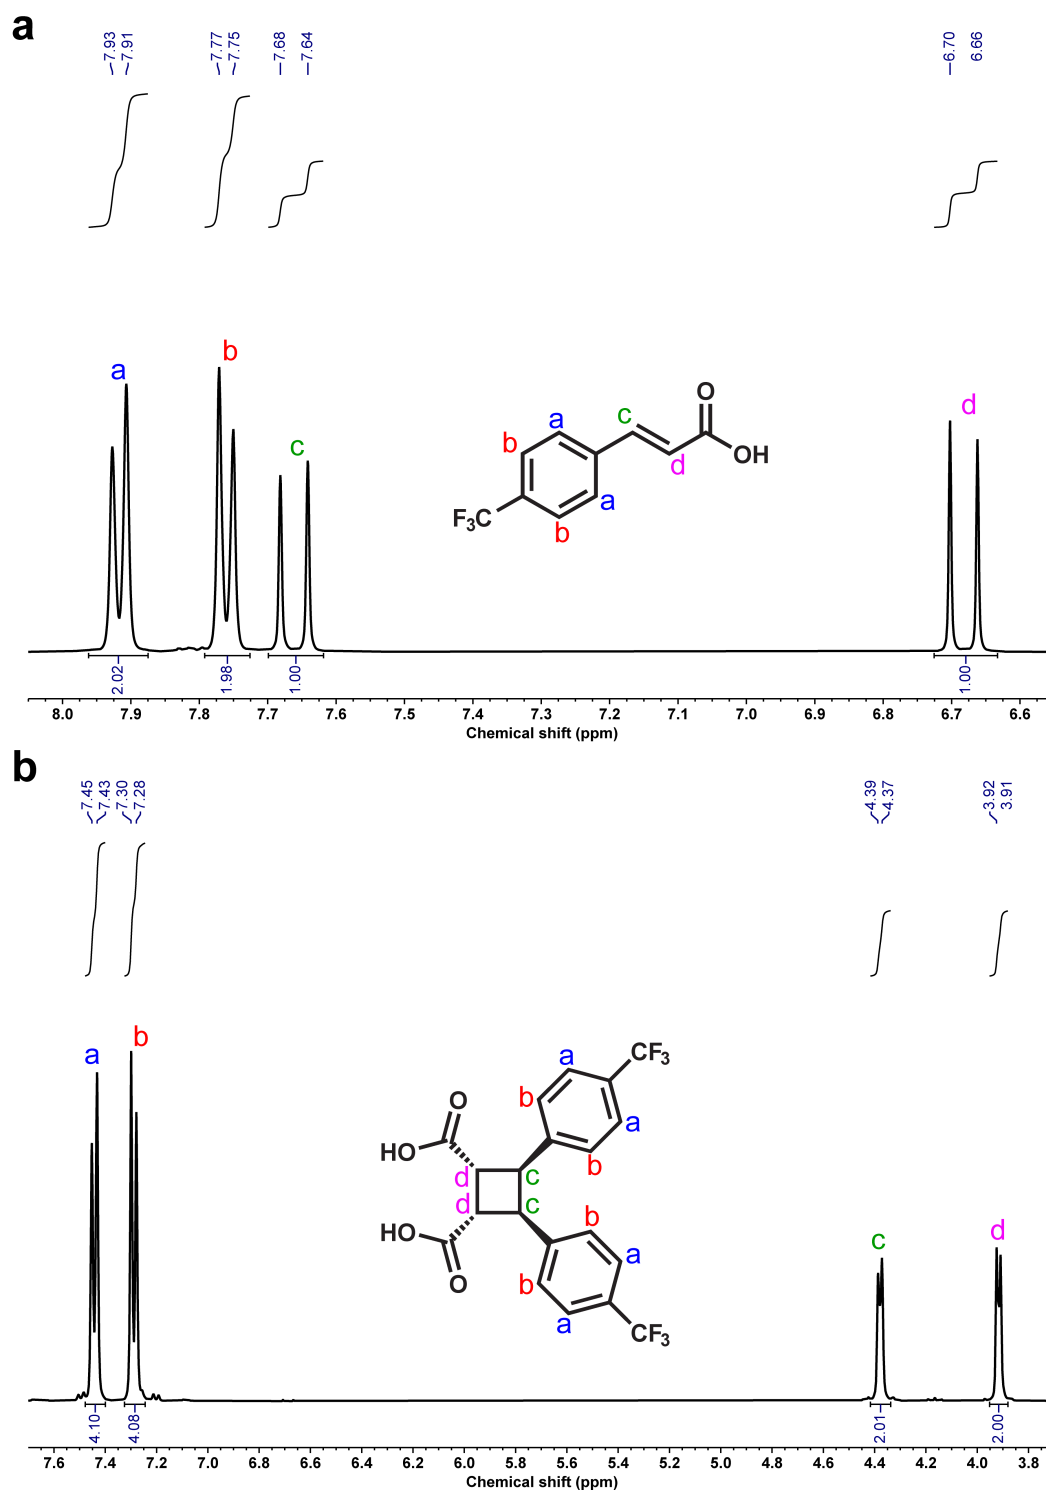 a
7.93
7.91
7.77
7.75
7.68
7.64
6.70
6.66
a
b
c
d
O
OH
c
d
a
b
a
b
F3C
2.02
1.98
1.00
1.00
8.0 7.9 7.8 7.7 7.6 7.5 7.4 7.3 7.2 7.1 7.0 6.9 6.8 6.7 6.6
Chemical shift (ppm)
b
7.45
7.43
7.30
7.28
4.39
4.37
3.92
3.91
a
b
c
d
CF3
a
b
a
b
O
HO
d
c
d
c
HO
O
b
a
b
a
CF3
4.10
4.08
2.01
2.00
7.6 7.4 7.2 7.0 6.8 6.6 6.4 6.2 6.0 5.8 5.6 5.4 5.2 5.0 4.8 4.6 4.4 4.2 4.0 3.8
Chemical shift (ppm)